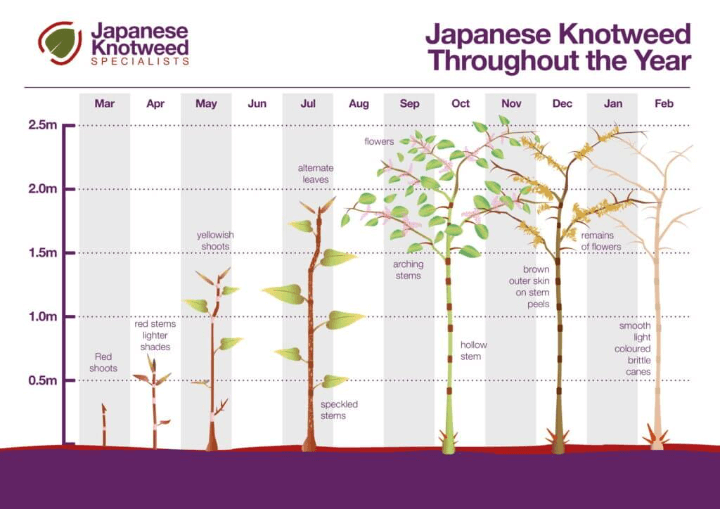 Japanese
Knotweed
SPECIALISTS
Japanese Knotweed
Throughout the Year
Mar Apr May Jun Jul Aug Sep Oct Nov Dec Jan Feb
2.5m
2.0m
1.5m
1.0m
0.5m
Red
shoots
red stems
lighter
shades
yellowish
shoots
alternate
leaves
speckled
stems
flowers
arching
stems
hollow
stem
brown
outer skin
on stem
peels
remains
of flowers
smooth
light
coloured
brittle
canes